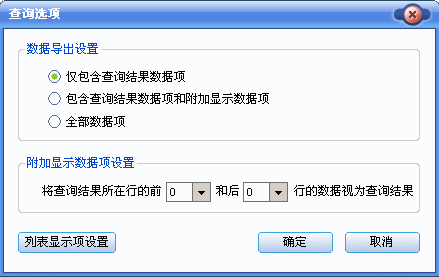 查询选项
数据导出设置
仅包含查询结果数据项
包含查询结果数据项和附加显示数据项
全部数据项
附加显示数据项设置
将查询结果所在行的前 0 和后 0 行的数据视为查询结果
列表显示项设置 确定 取消